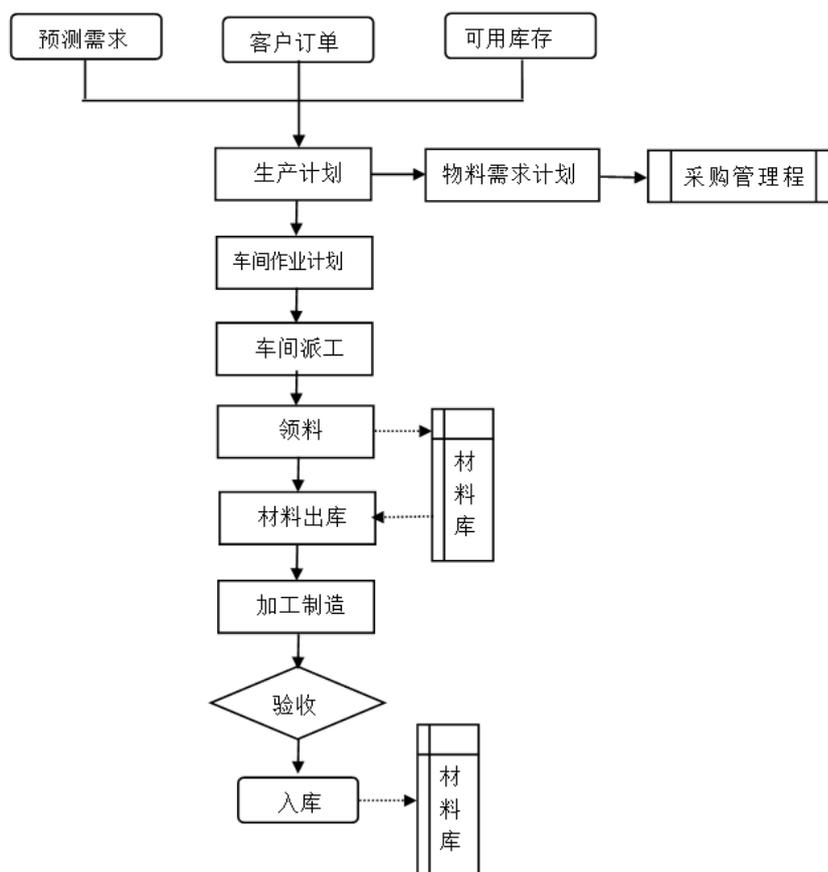 预测需求
客户订单
可用库存
生产计划
物料需求计划
采购管理程
车间作业计划
车间派工
领料
材料库
材料出库
加工制造
验收
入库
材料库